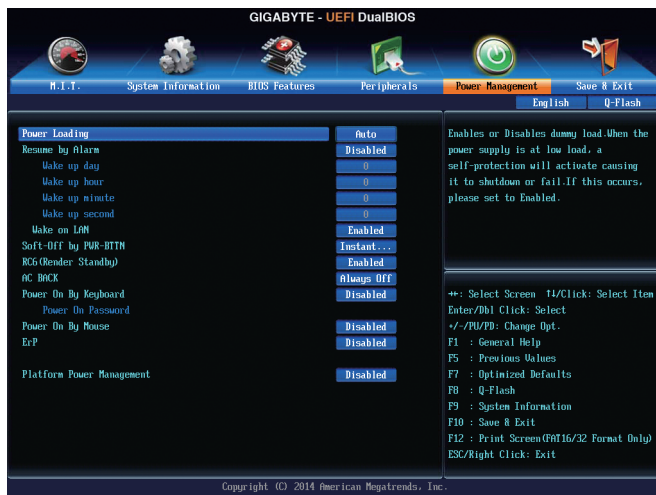 GIGABYTE - UEFI DualBIOS
M.I.T.
System Information
BIOS Features
Peripherals
Power Management
Save & Exit
English
Q-Flash
Power Loading Auto
Resume by Alarm Disabled
Wake up day 0
Wake up hour 0
Wake up minute 0
Wake up second 0
Wake on LAN Enabled
Soft-Off by PWR-BTTN Instant...
RC6(Render Standby) Enabled
AC BACK Always Off
Power On By Keyboard Disabled
Power On Password
Power On By Mouse Disabled
ErP Disabled
Platform Power Management Disabled
Enables or Disables dummy load.When the
power supply is at low load, a
self-protection will activate causing
it to shutdown or fail.If this occurs,
please set to Enabled.
→←: Select Screen ↑↓/Click: Select Item
Enter/Dbl Click: Select
+/-/PU/PD: Change Opt.
F1 : General Help
F5 : Previous Values
F7 : Optimized Defaults
F8 : Q-Flash
F9 : System Information
F10 : Save & Exit
F12 : Print Screen(FAT16/32 Format Only)
ESC/Right Click: Exit
Copyright (C) 2014 American Megatrends, Inc.